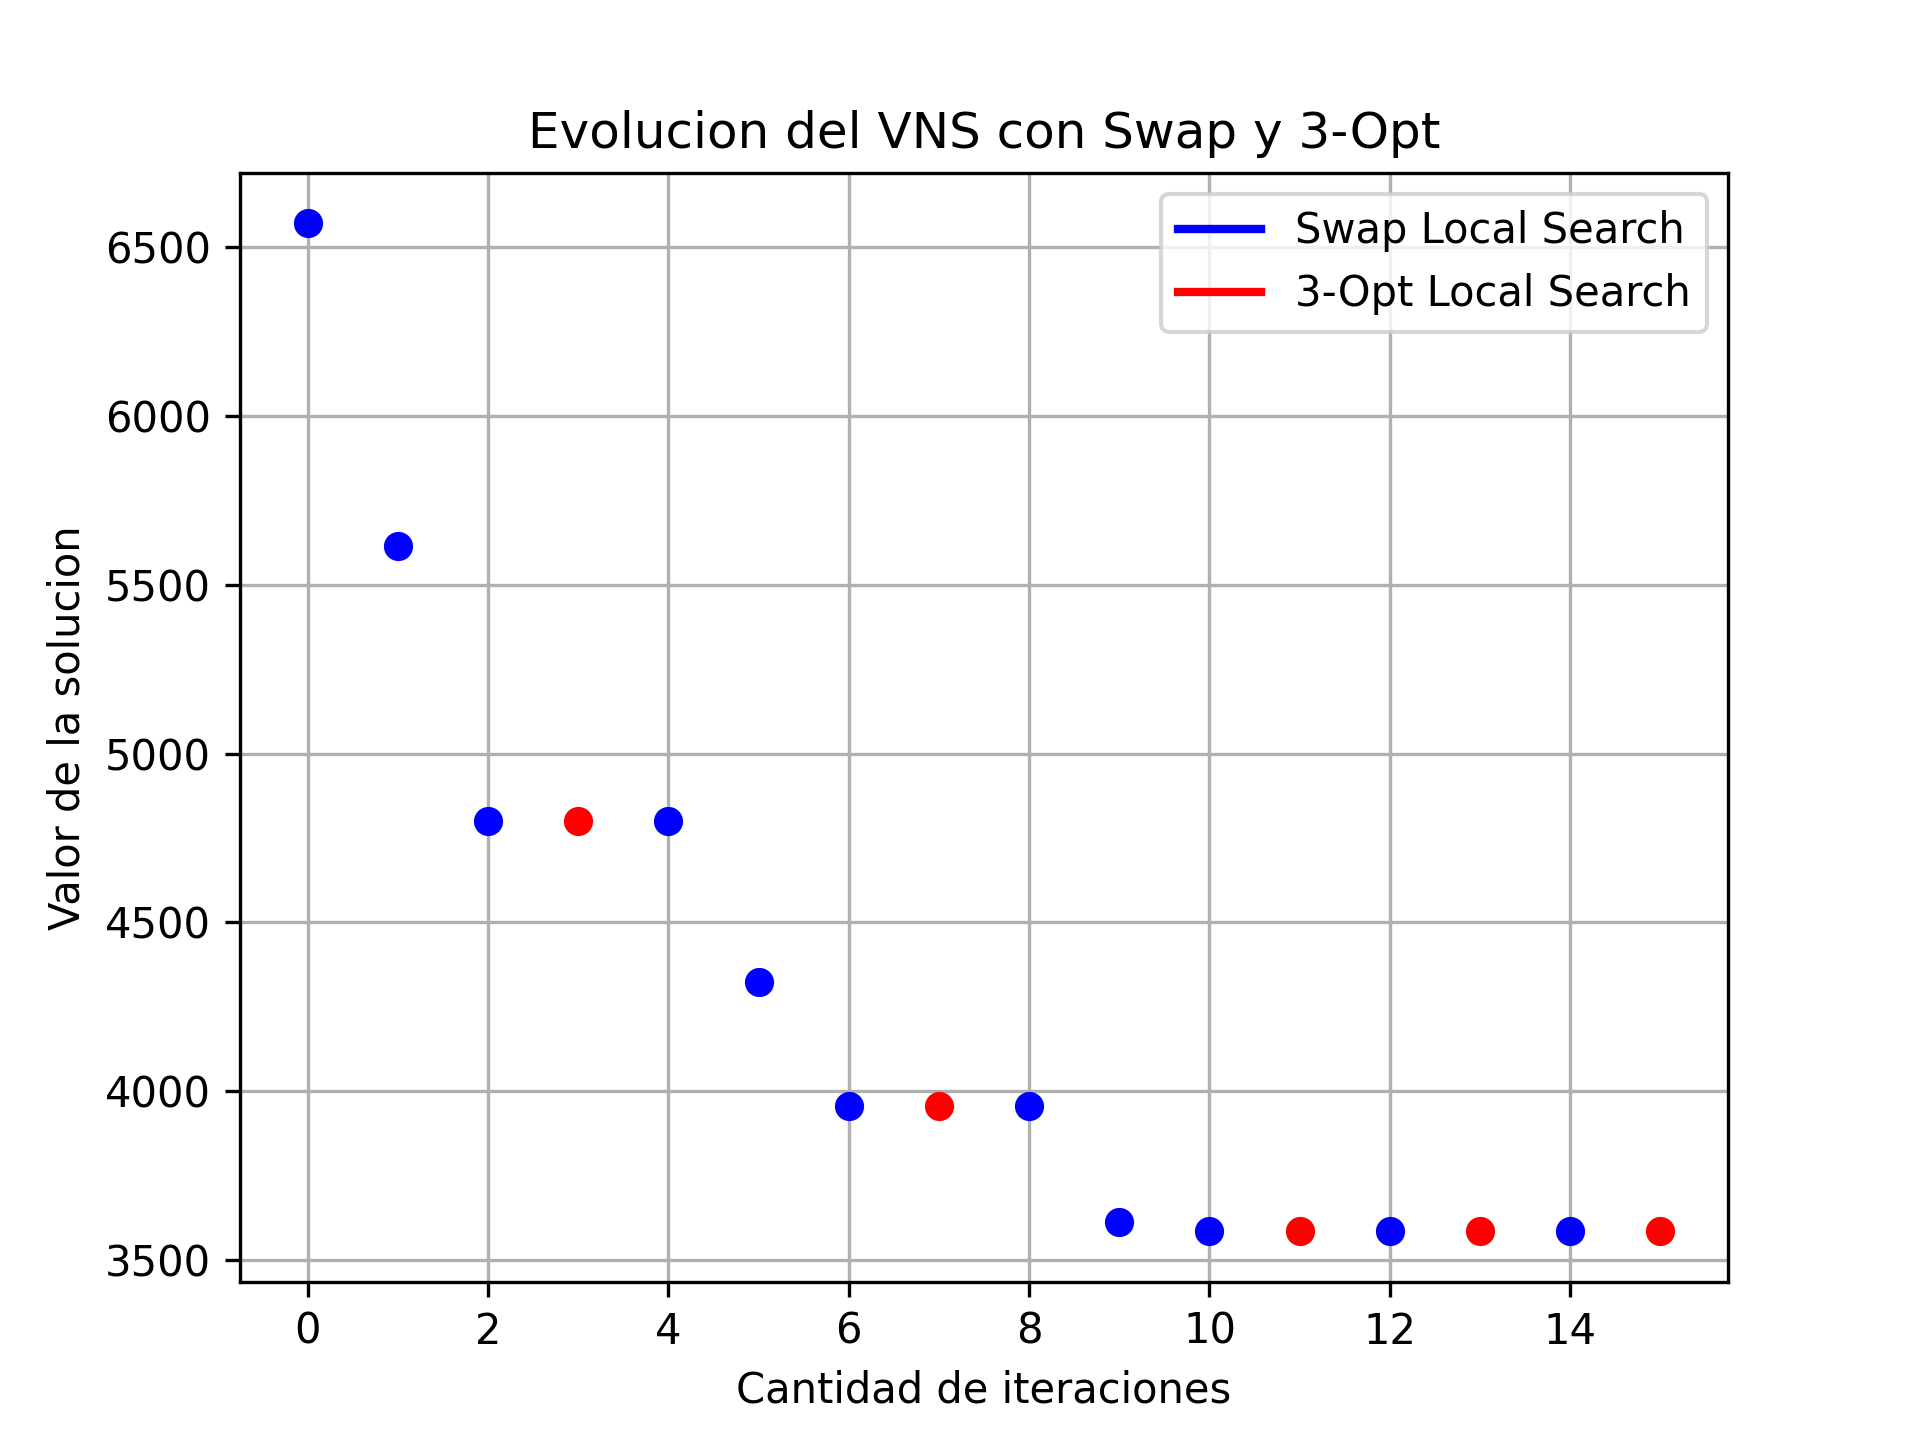 Evolucion del VNS con Swap y 3-Opt
Swap Local Search
3-Opt Local Search
Valor de la solucion
6500
6000
5500
5000
4500
4000
3500
0 2 4 6 8 10 12 14
Cantidad de iteraciones